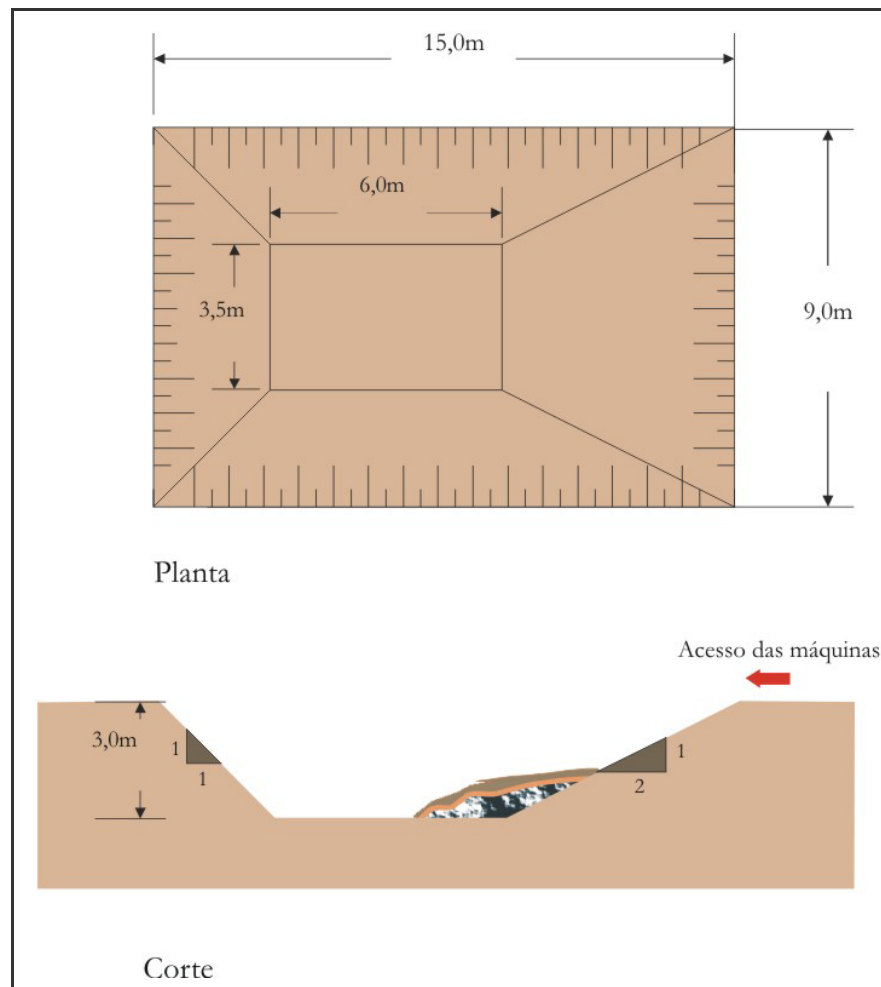 15,0m
6,0m
3,5m
9,0m
Planta
Acesso das máquinas
3,0m
1
1
1
2
Corte